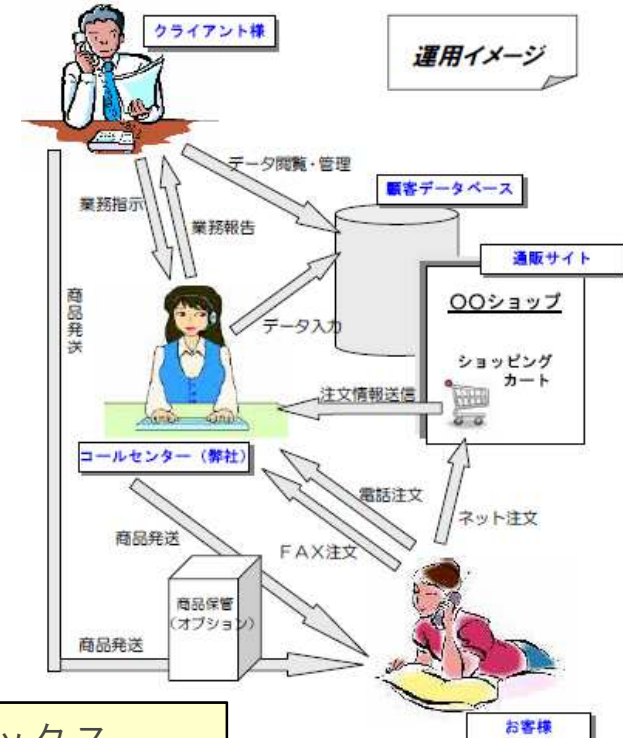 クライアント様
運用イメージ
データ閲覧・管理
顧客データベース
業務指示
業務報告
通販サイト
〇〇ショップ
商品発送
データ入力
ショッピング
カート
注文情報送信
コールセンター（弊社）
電話注文
ネット注文
商品発送
ＦＡＸ注文
商品保管
（オプション）
商品発送
お客様
ックス